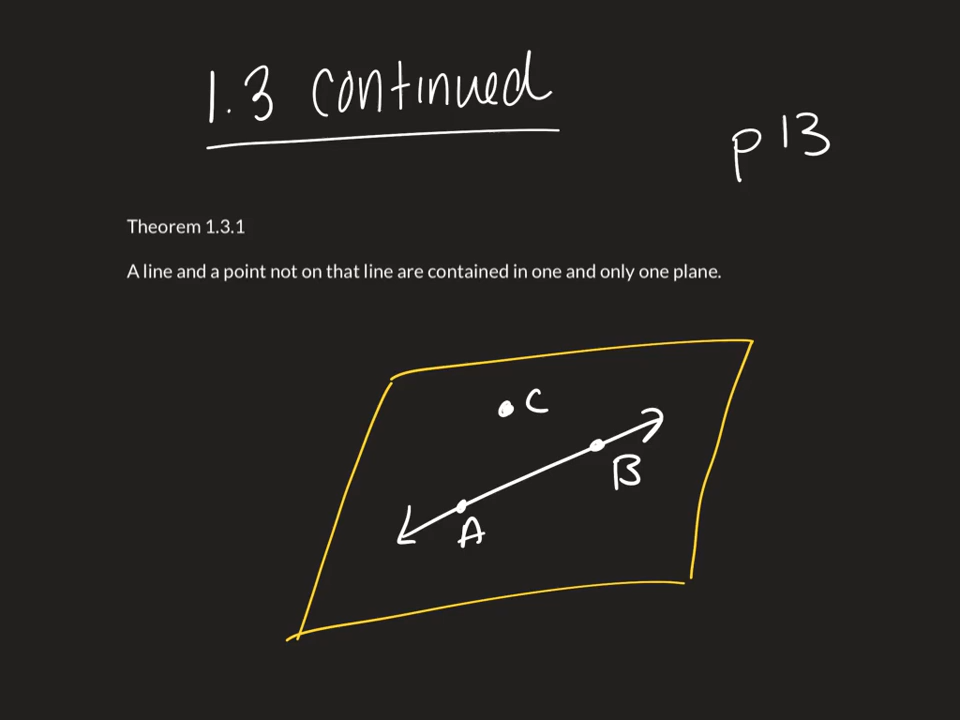 1.3 continued
p 13
Theorem 1.3.1
A line and a point not on that line are contained in one and only one plane.
C
B
A